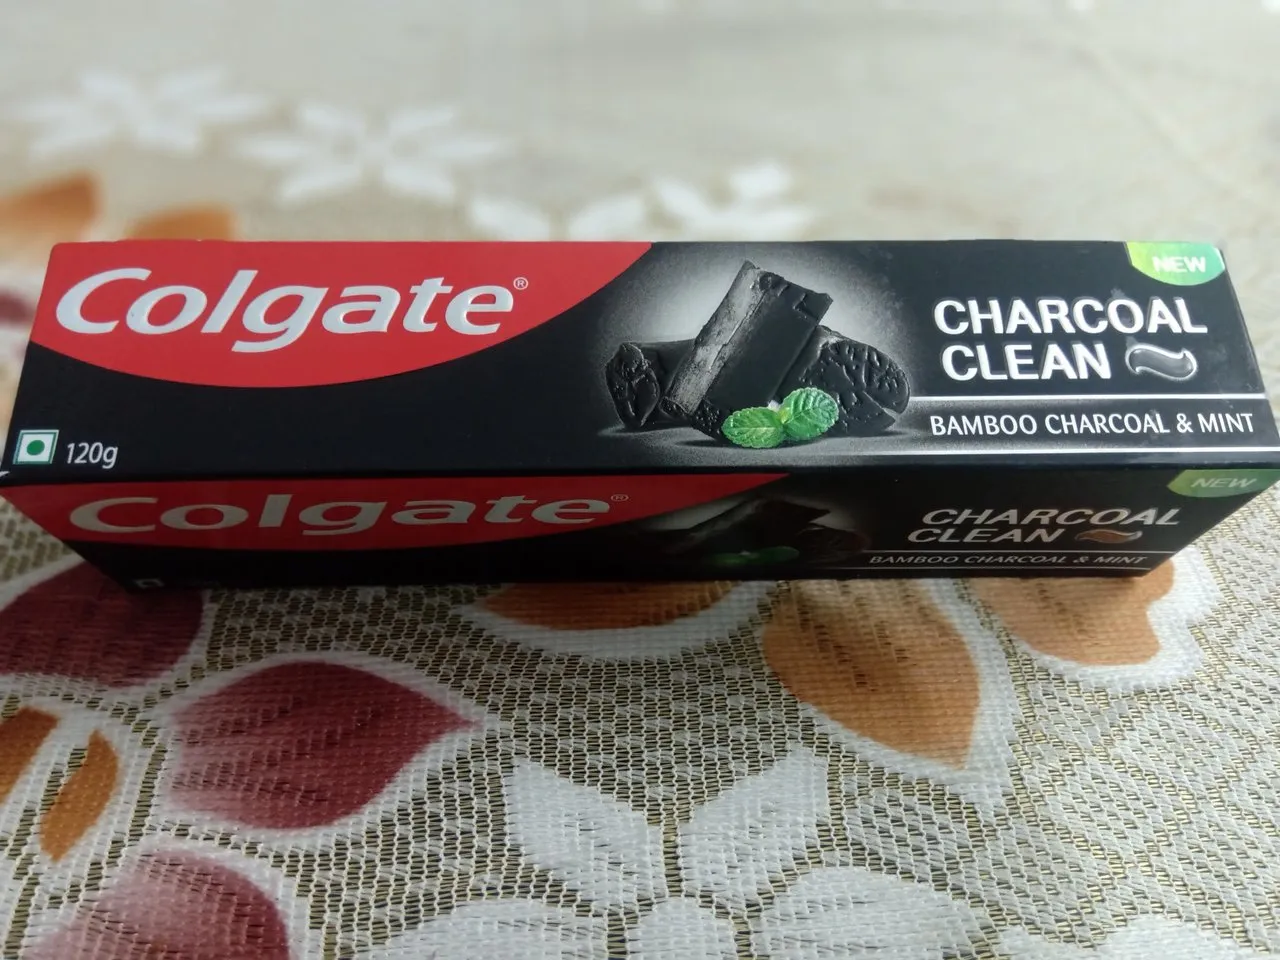 Colgate®
NEW
CHARCOAL
CLEAN
BAMBOO CHARCOAL & MINT
120g
Colgate®
NEW
CHARCOAL
CLEAN
BAMBOO CHARCOAL & MINT